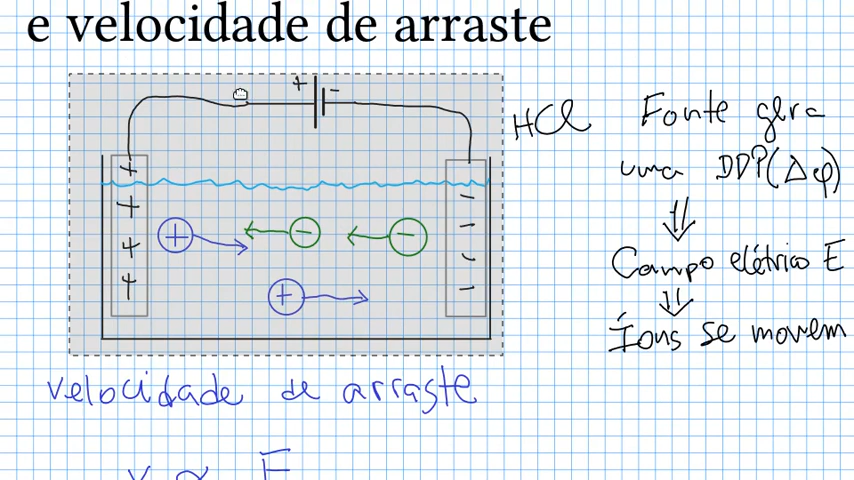 e velocidade de arraste
+ -
HCl
Fonte gera
uma DDP(Δφ)
⇓
Campo elétrico E
⇓
Íons se movem
+ -
+ -
+ -
+ -
+ - -
+
velocidade de arraste
v α E